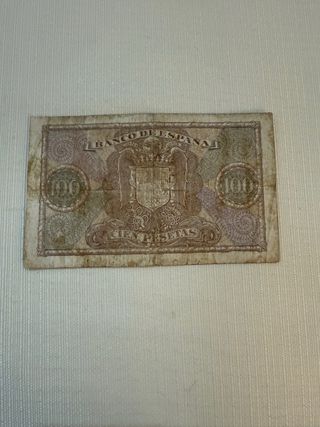 BANCO DE ESPAÑA
100 100
CIEN PESETAS